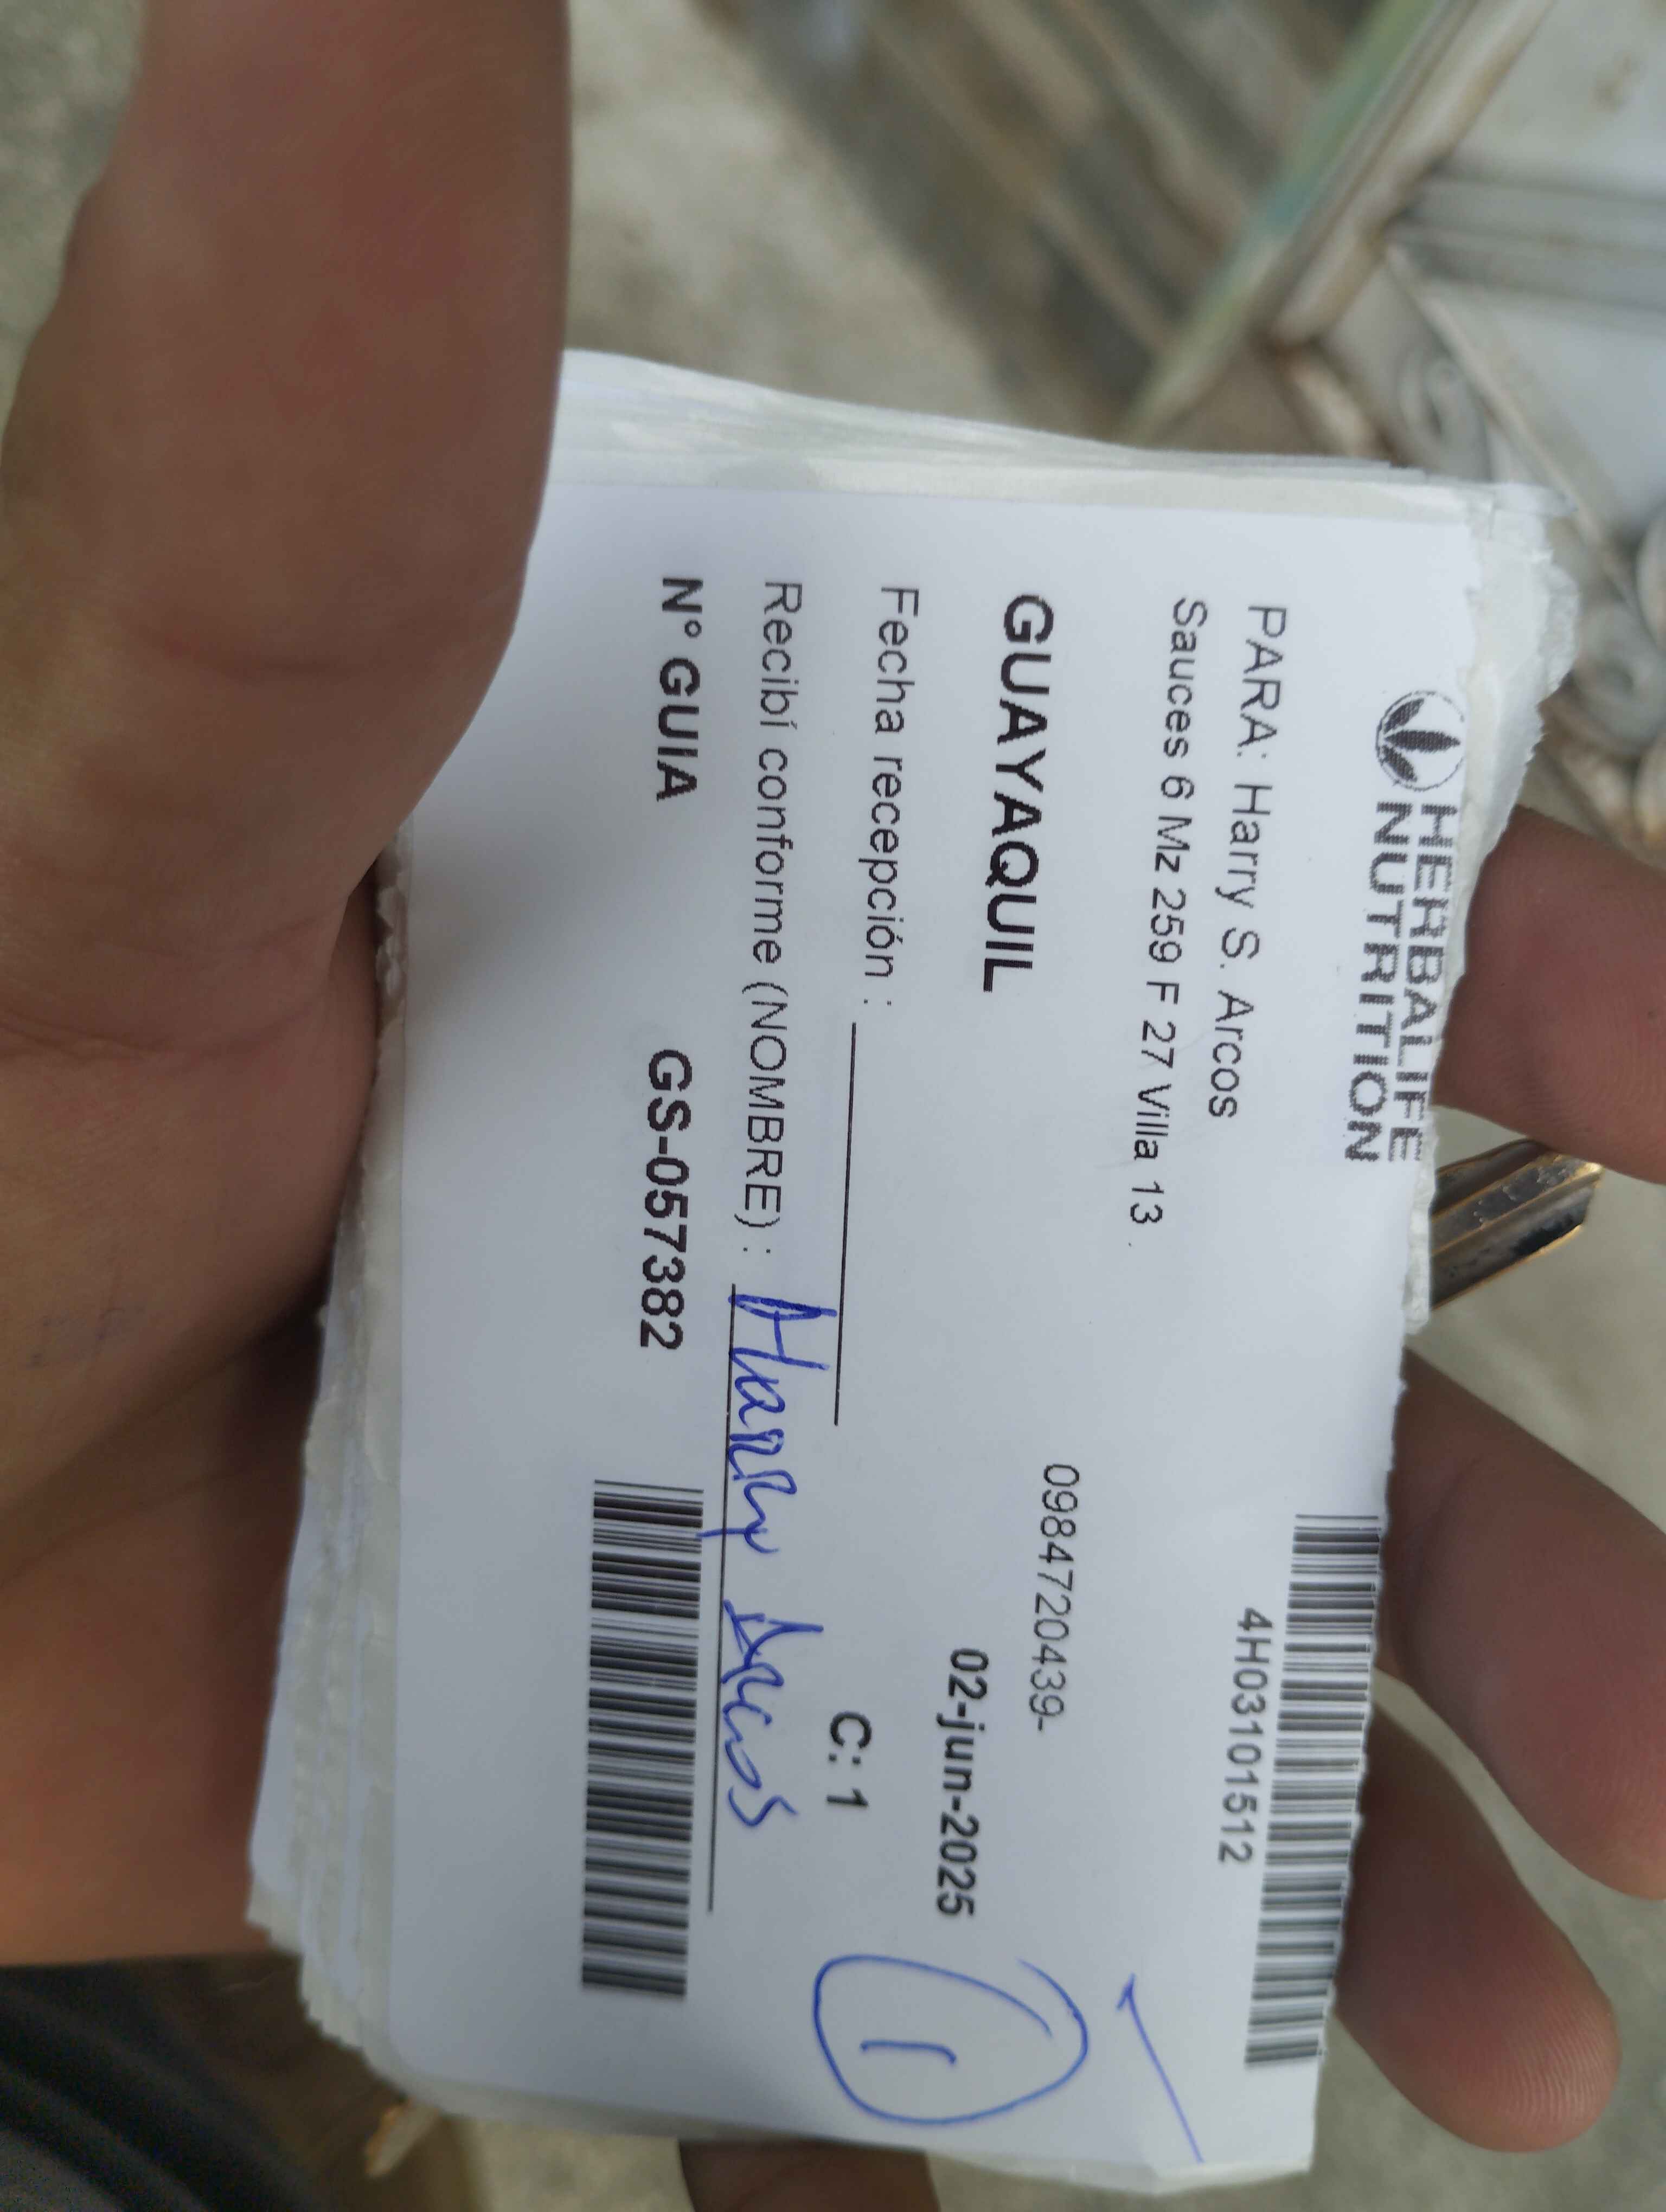 HERBALIFE
NUTRITION
4H03101512
PARA: Harry S. Arcos
Sauces 6 Mz 259 F 27 Villa 13
0984720439-
GUAYAQUIL
02-jun-2025
Fecha recepción :
C: 1
1
Recibí conforme (NOMBRE) : Harry Arcos
N° GUIA GS-057382